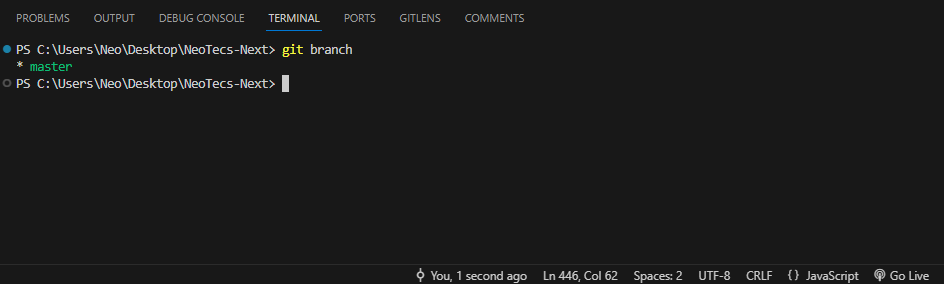 PROBLEMS OUTPUT DEBUG CONSOLE TERMINAL PORTS GITLENS COMMENTS
PS C:\Users\Neo\Desktop\NeoTecs-Next> git branch
* master
PS C:\Users\Neo\Desktop\NeoTecs-Next>
You, 1 second ago Ln 446, Col 62 Spaces: 2 UTF-8 CRLF {} JavaScript Go Live